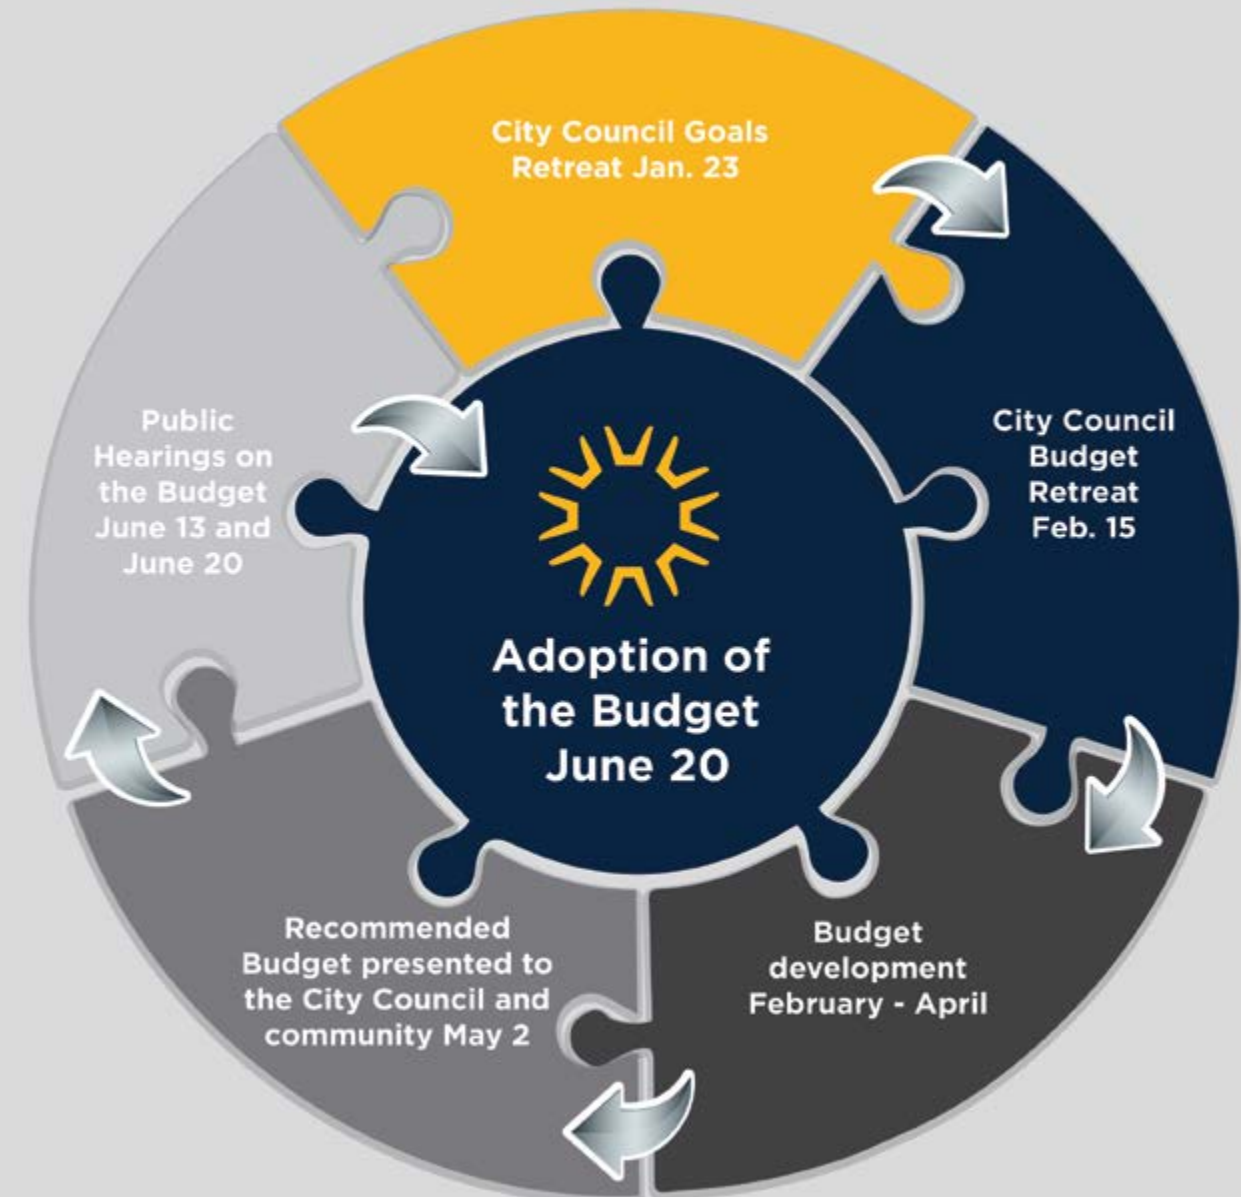 City Council Goals
Retreat Jan. 23
City Council
Budget
Retreat
Feb. 15
Budget
development
February - April
Recommended
Budget presented to
the City Council and
community May 2
Public
Hearings on
the Budget
June 13 and
June 20
Adoption of
the Budget
June 20